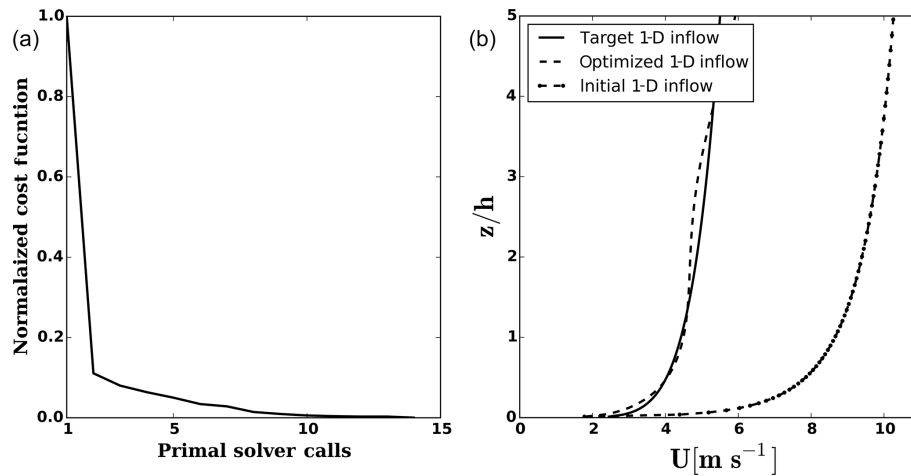 (a)
Normalaized cost fucntion
1.0
0.8
0.6
0.4
0.2
0.0
1 5 10 15
Primal solver calls
(b)
Target 1-D inflow
Optimized 1-D inflow
Initial 1-D inflow
z/h
5
4
3
2
1
0
0 2 4 6 8 10
U[m s⁻¹]